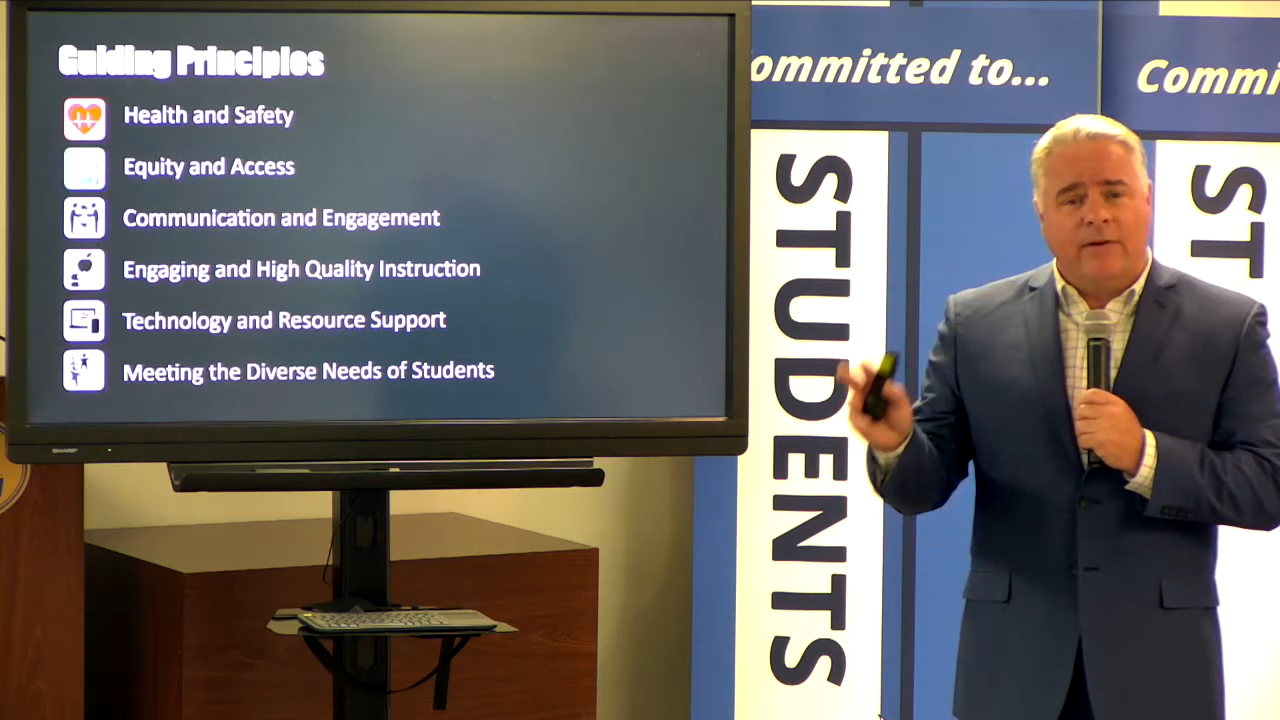 Guiding Principles
Health and Safety
Equity and Access
Communication and Engagement
Engaging and High Quality Instruction
Technology and Resource Support
Meeting the Diverse Needs of Students
SHARP
ommitted to...
STUDENTS
Commi
ST